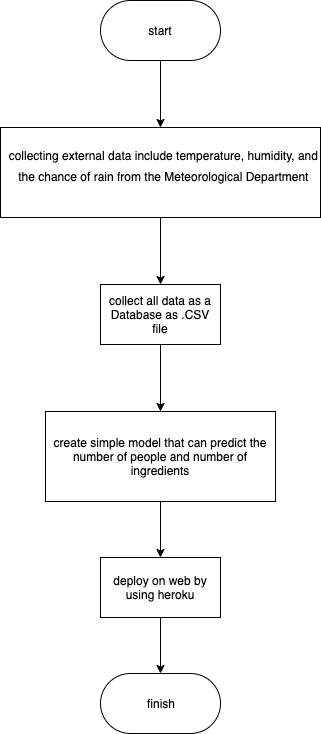 start
collecting external data include temperature, humidity, and
the chance of rain from the Meteorological Department
collect all data as a
Database as .CSV
file
create simple model that can predict the
number of people and number of
ingredients
deploy on web by
using heroku
finish